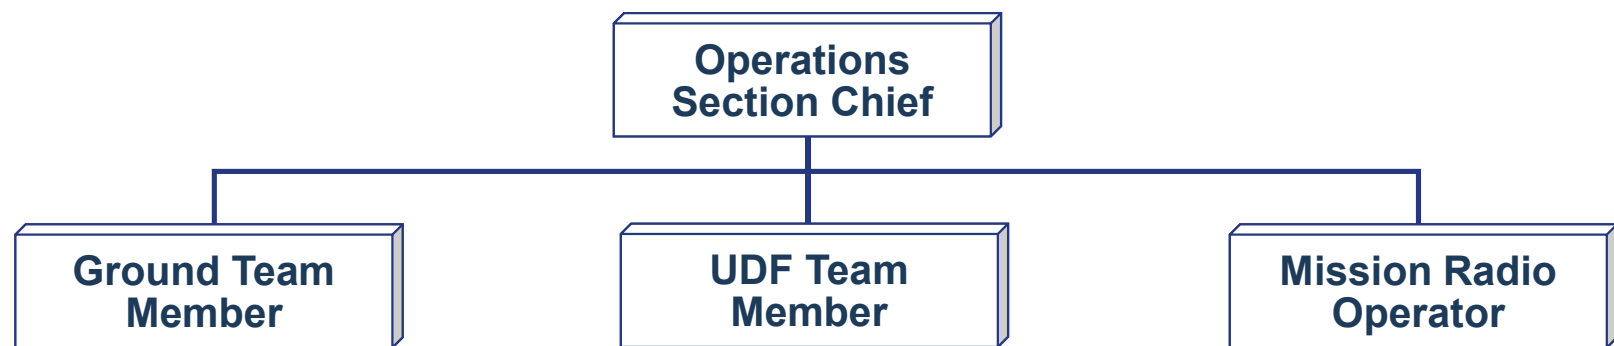 Operations
Section Chief
Ground Team
Member
UDF Team
Member
Mission Radio
Operator